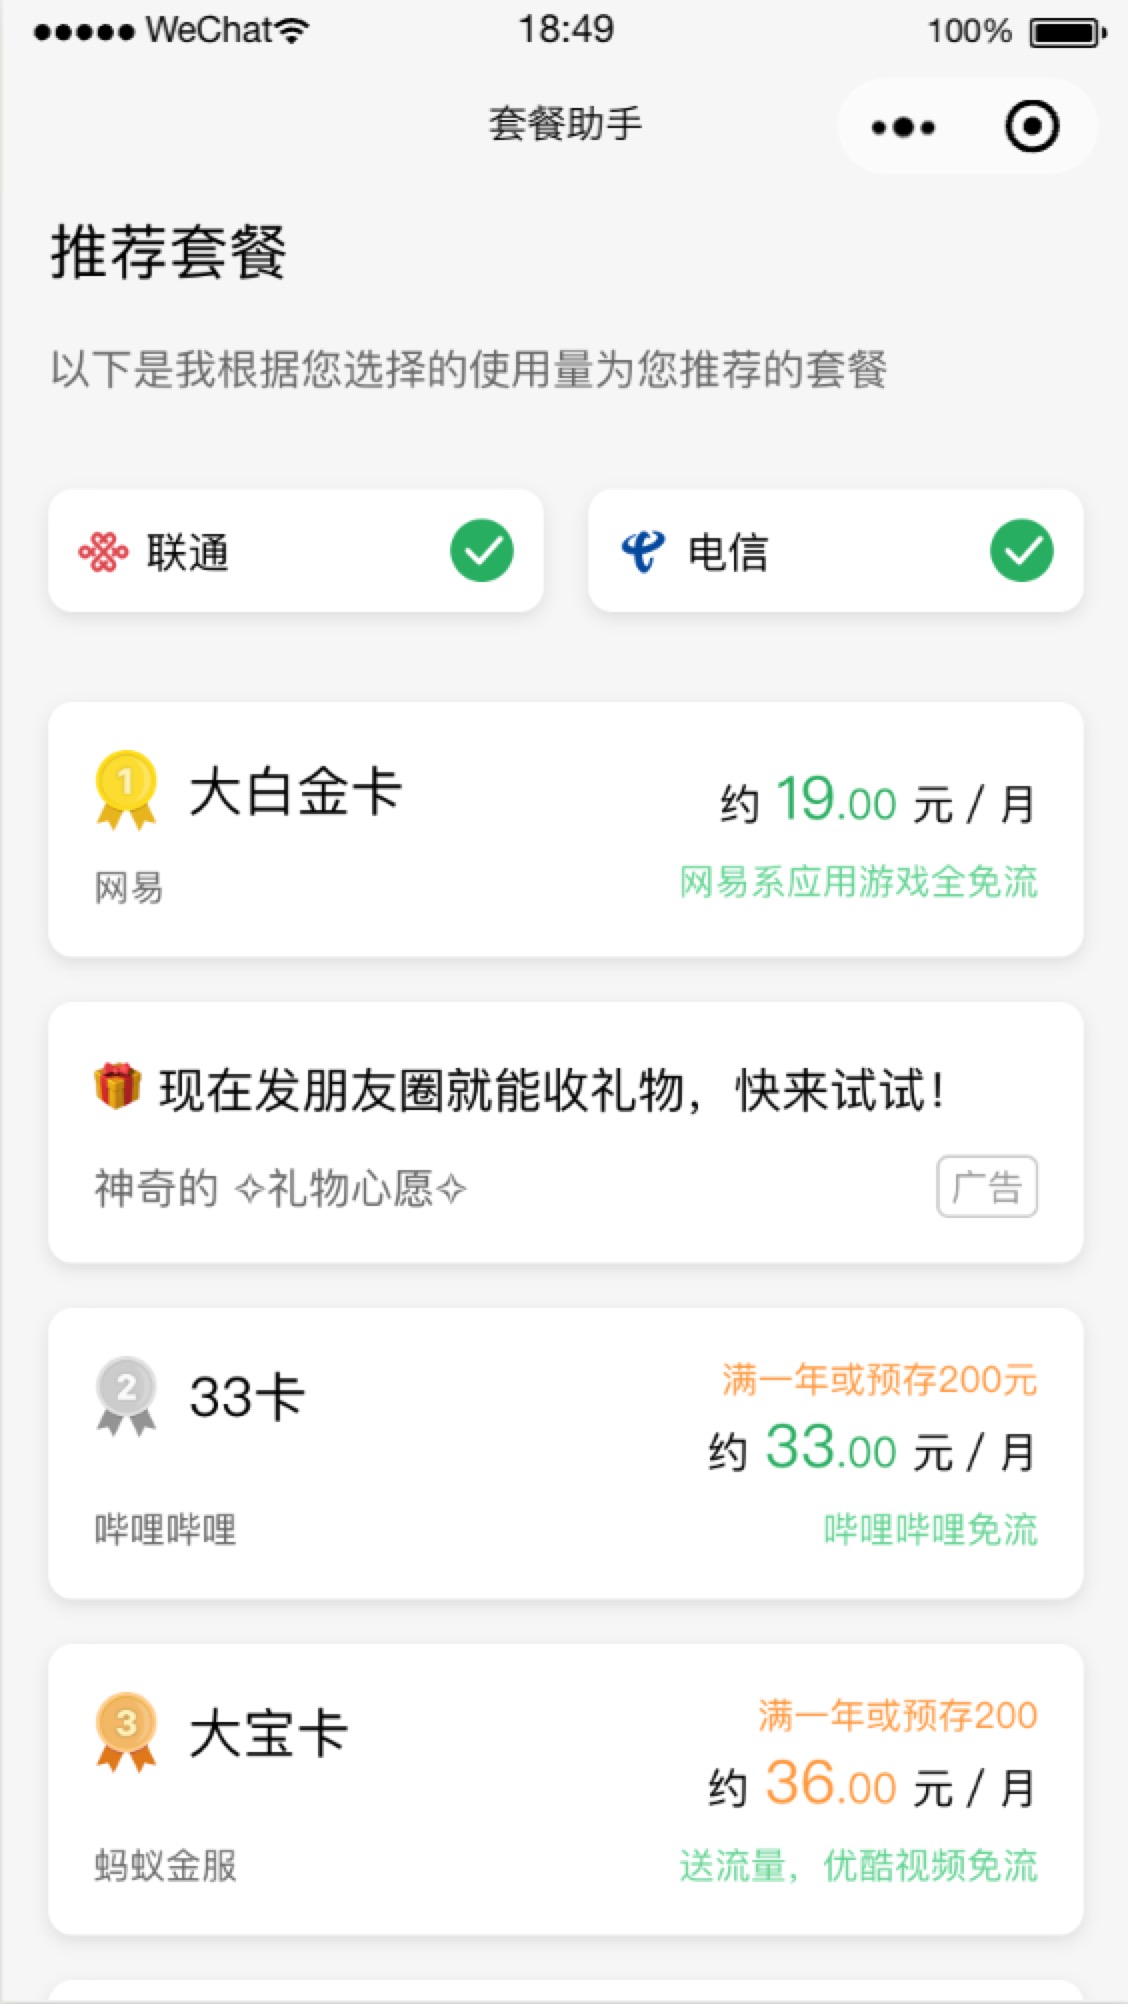 ●●●●● WeChat 18:49 100%
套餐助手
推荐套餐
以下是我根据您选择的使用量为您推荐的套餐
联通 电信
1 大白金卡
约 19.00 元 / 月
网易 网易系应用游戏全免流
🎁 现在发朋友圈就能收礼物，快来试试！
神奇的 ✧礼物心愿✧ 广告
满一年或预存200元
2 33卡
约 33.00 元 / 月
哔哩哔哩 哔哩哔哩免流
满一年或预存200
3 大宝卡
约 36.00 元 / 月
蚂蚁金服 送流量，优酷视频免流